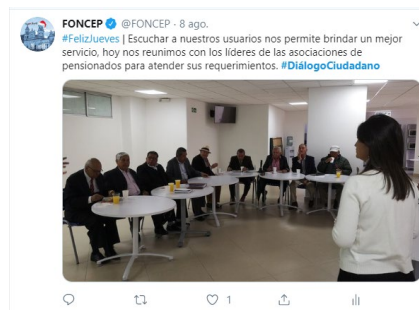 FONCEP @FONCEP · 8 ago.
#FelizJueves | Escuchar a nuestros usuarios nos permite brindar un mejor
servicio, hoy nos reunimos con los líderes de las asociaciones de
pensionados para atender sus requerimientos. #DiálogoCiudadano
1